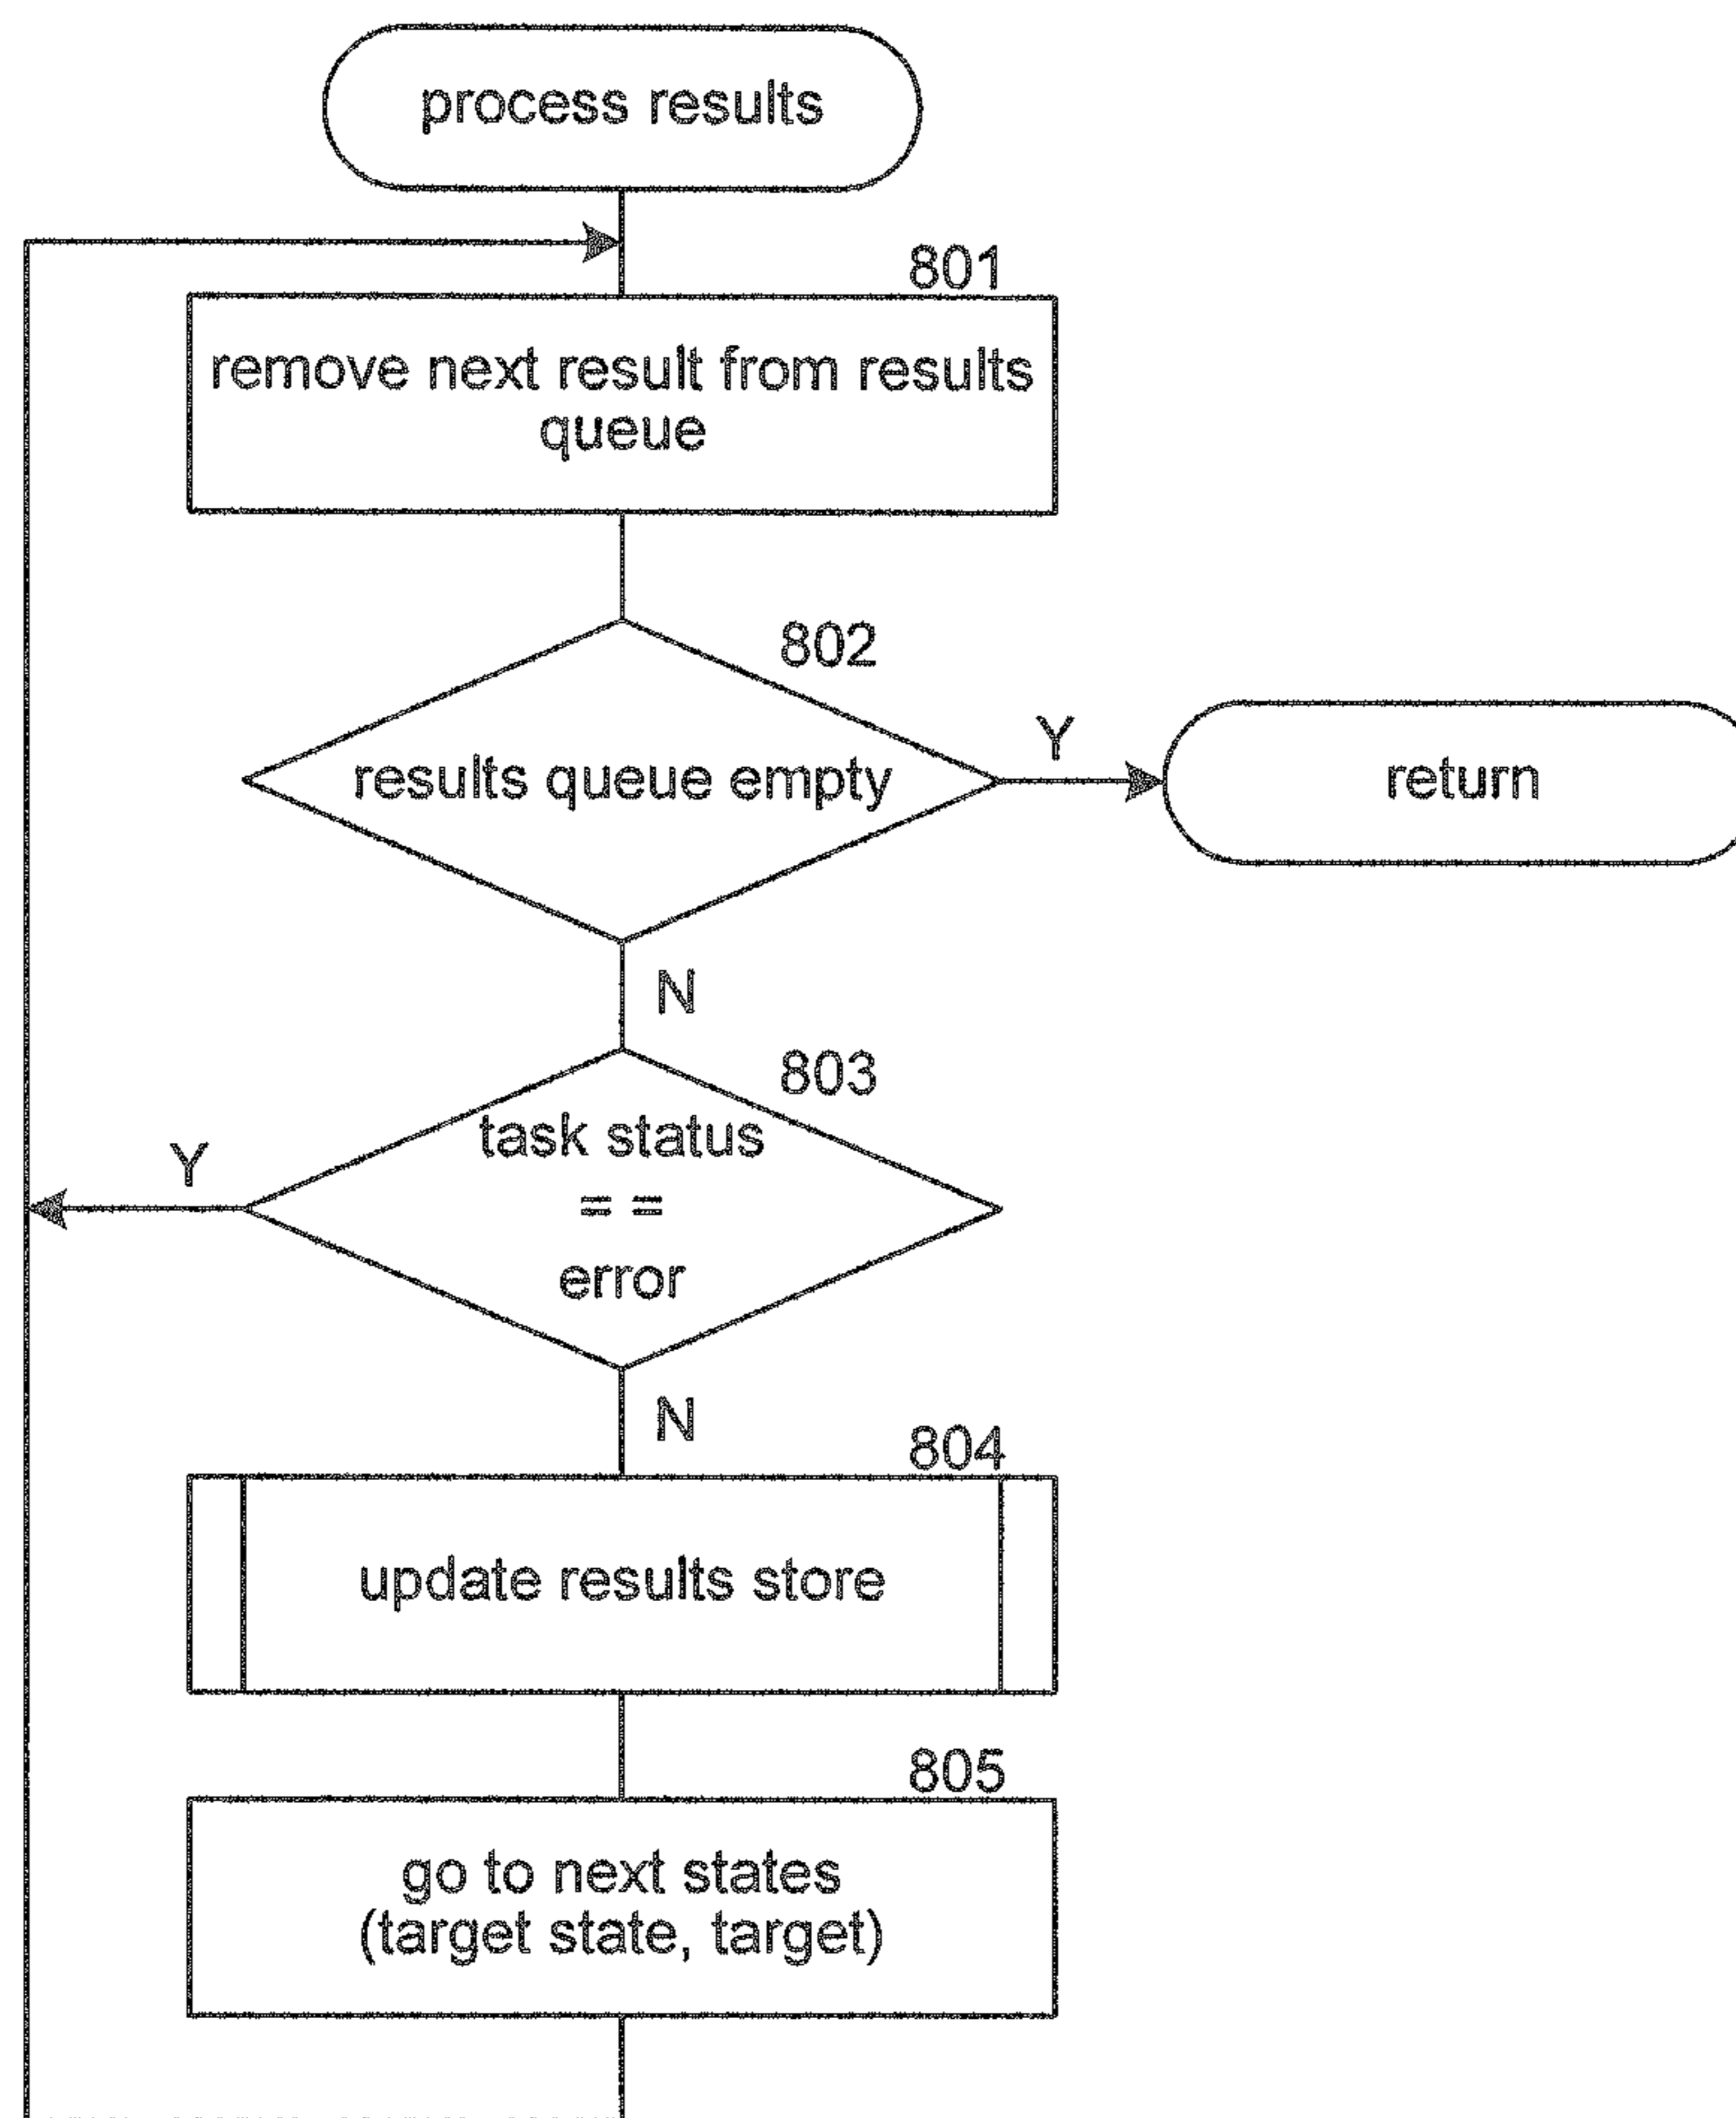 process results
801
remove next result from results
queue
802
results queue empty
Y
return
N
803
task status
= =
error
Y
N
804
update results store
805
go to next states
(target state, target)